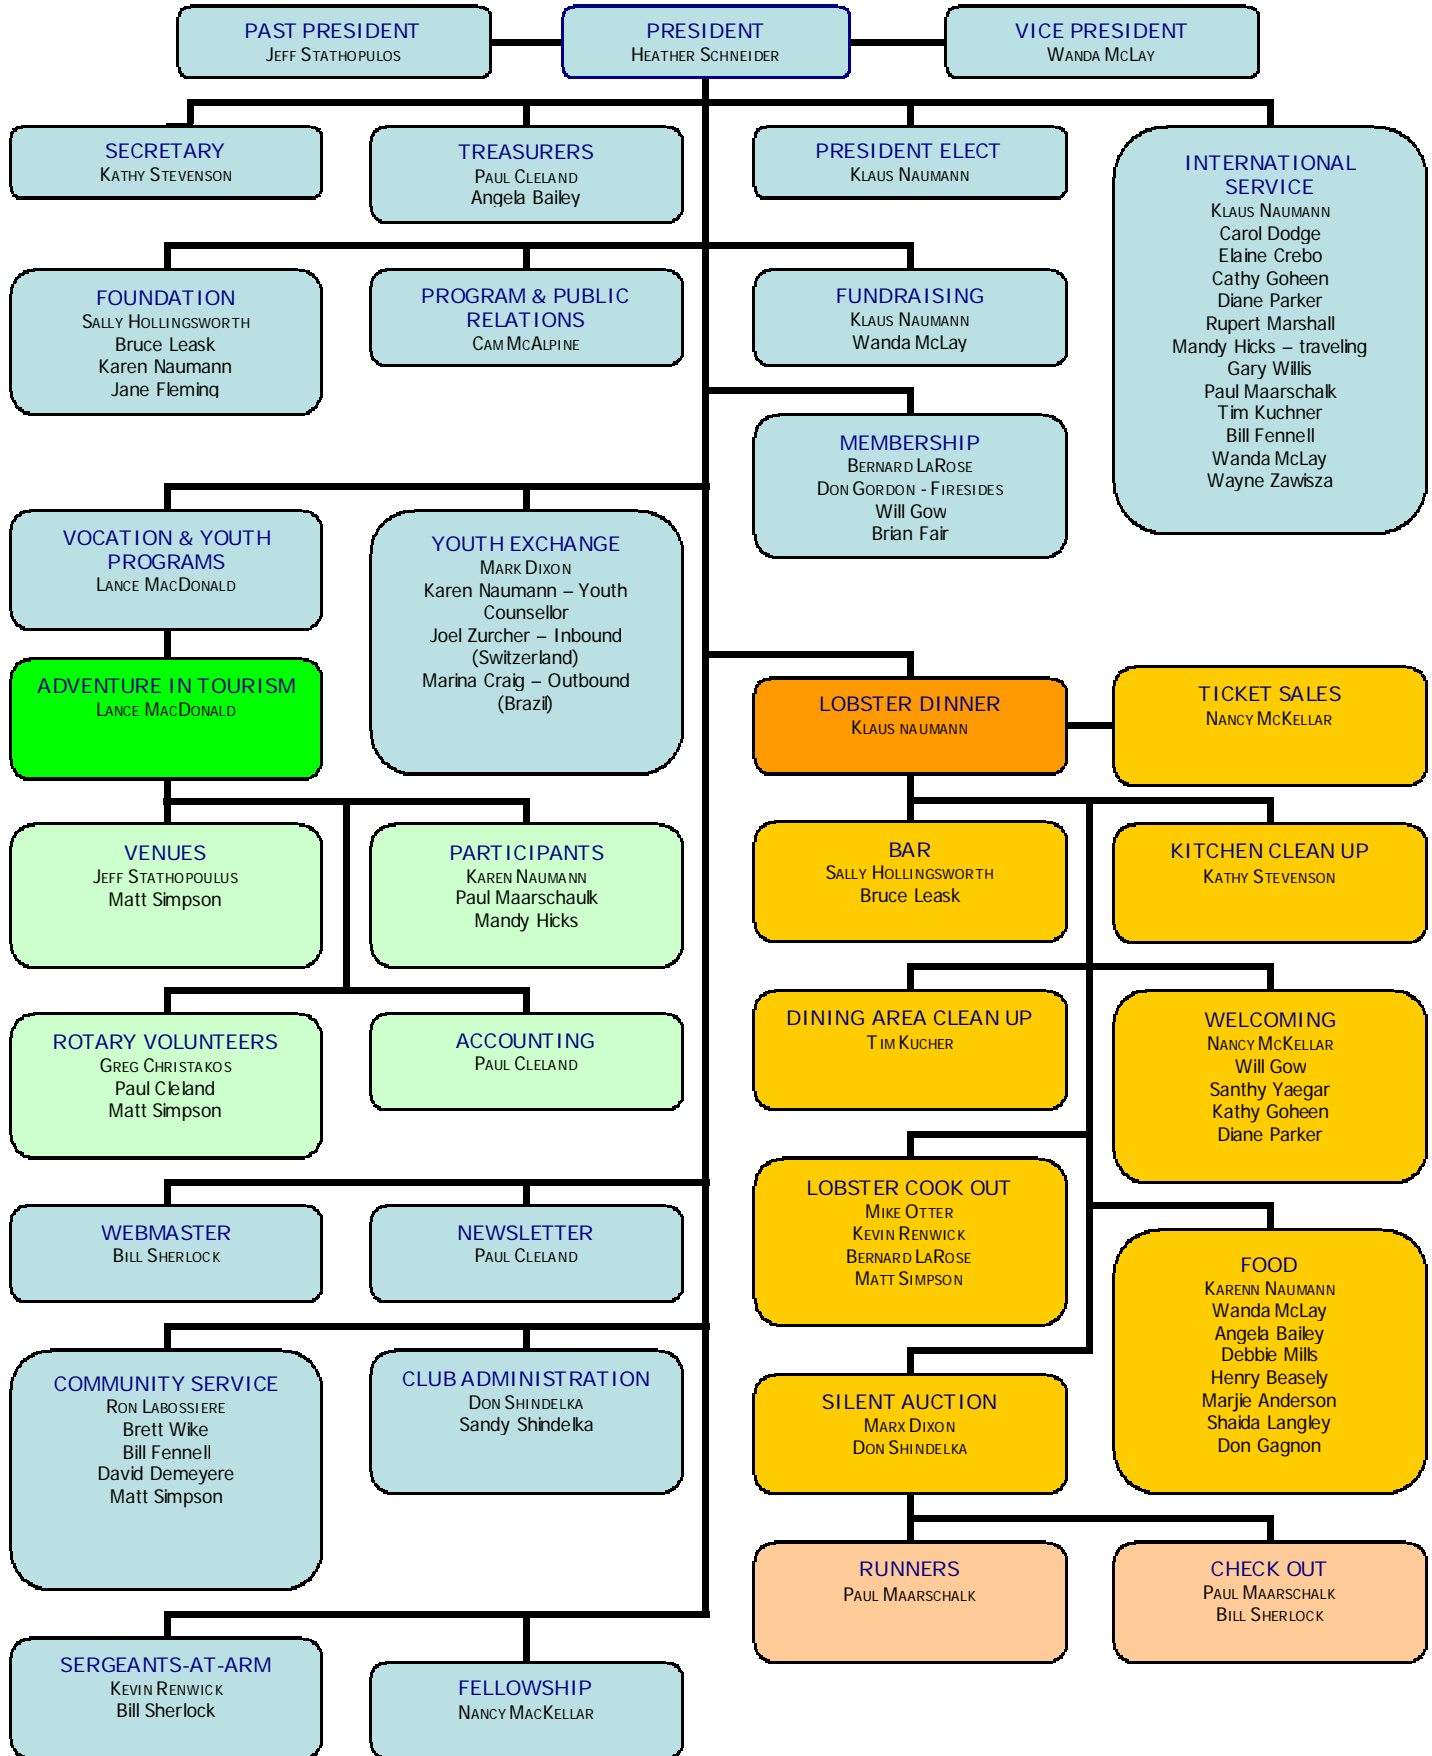 PAST PRESIDENT
JEFF STATHOPULOS
PRESIDENT
HEATHER SCHNEIDER
VICE PRESIDENT
WANDA MCLAY
SECRETARY
KATHY STEVENSON
TREASURERS
PAUL CLELAND
Angela Bailey
PRESIDENT ELECT
KLAUS NAUMANN
INTERNATIONAL
SERVICE
KLAUS NAUMANN
Carol Dodge
Elaine Crebo
Cathy Goheen
Diane Parker
Rupert Marshall
Mandy Hicks – traveling
Gary Willis
Paul Maarschalk
Tim Kuchner
Bill Fennell
Wanda McLay
Wayne Zawisza
FOUNDATION
SALLY HOLLINGSWORTH
Bruce Leask
Karen Naumann
Jane Fleming
PROGRAM & PUBLIC
RELATIONS
CAM MCALPINE
FUNDRAISING
KLAUS NAUMANN
Wanda McLay
MEMBERSHIP
BERNARD LAROSE
DON GORDON - FIRESIDES
Will Gow
Brian Fair
VOCATION & YOUTH
PROGRAMS
LANCE MACDONALD
YOUTH EXCHANGE
MARK DIXON
Karen Naumann – Youth
Counsellor
Joel Zurcher – Inbound
(Switzerland)
Marina Craig – Outbound
(Brazil)
ADVENTURE IN TOURISM
LANCE MACDONALD
LOBSTER DINNER
KLAUS NAUMANN
TICKET SALES
NANCY MCKELLAR
VENUES
JEFF STATHOPOULUS
Matt Simpson
PARTICIPANTS
KAREN NAUMANN
Paul Maarschaulk
Mandy Hicks
BAR
SALLY HOLLINGSWORTH
Bruce Leask
KITCHEN CLEAN UP
KATHY STEVENSON
ROTARY VOLUNTEERS
GREG CHRISTAKOS
Paul Cleland
Matt Simpson
ACCOUNTING
PAUL CLELAND
DINING AREA CLEAN UP
TIM KUCHER
WELCOMING
NANCY MCKELLAR
Will Gow
Santhy Yaegar
Kathy Goheen
Diane Parker
LOBSTER COOK OUT
MIKE OTTER
KEVIN RENWICK
BERNARD LAROSE
MATT SIMPSON
WEBMASTER
BILL SHERLOCK
NEWSLETTER
PAUL CLELAND
FOOD
KARENN NAUMANN
Wanda McLay
Angela Bailey
Debbie Mills
Henry Beasely
Marjie Anderson
Shaida Langley
Don Gagnon
COMMUNITY SERVICE
RON LABOSSIERE
Brett Wike
Bill Fennell
David Demeyere
Matt Simpson
CLUB ADMINISTRATION
DON SHINDELKA
Sandy Shindelka
SILENT AUCTION
MARX DIXON
DON SHINDELKA
RUNNERS
PAUL MAARSCHALK
CHECK OUT
PAUL MAARSCHALK
BILL SHERLOCK
SERGEANTS-AT-ARM
KEVIN RENWICK
Bill Sherlock
FELLOWSHIP
NANCY MACKELLAR